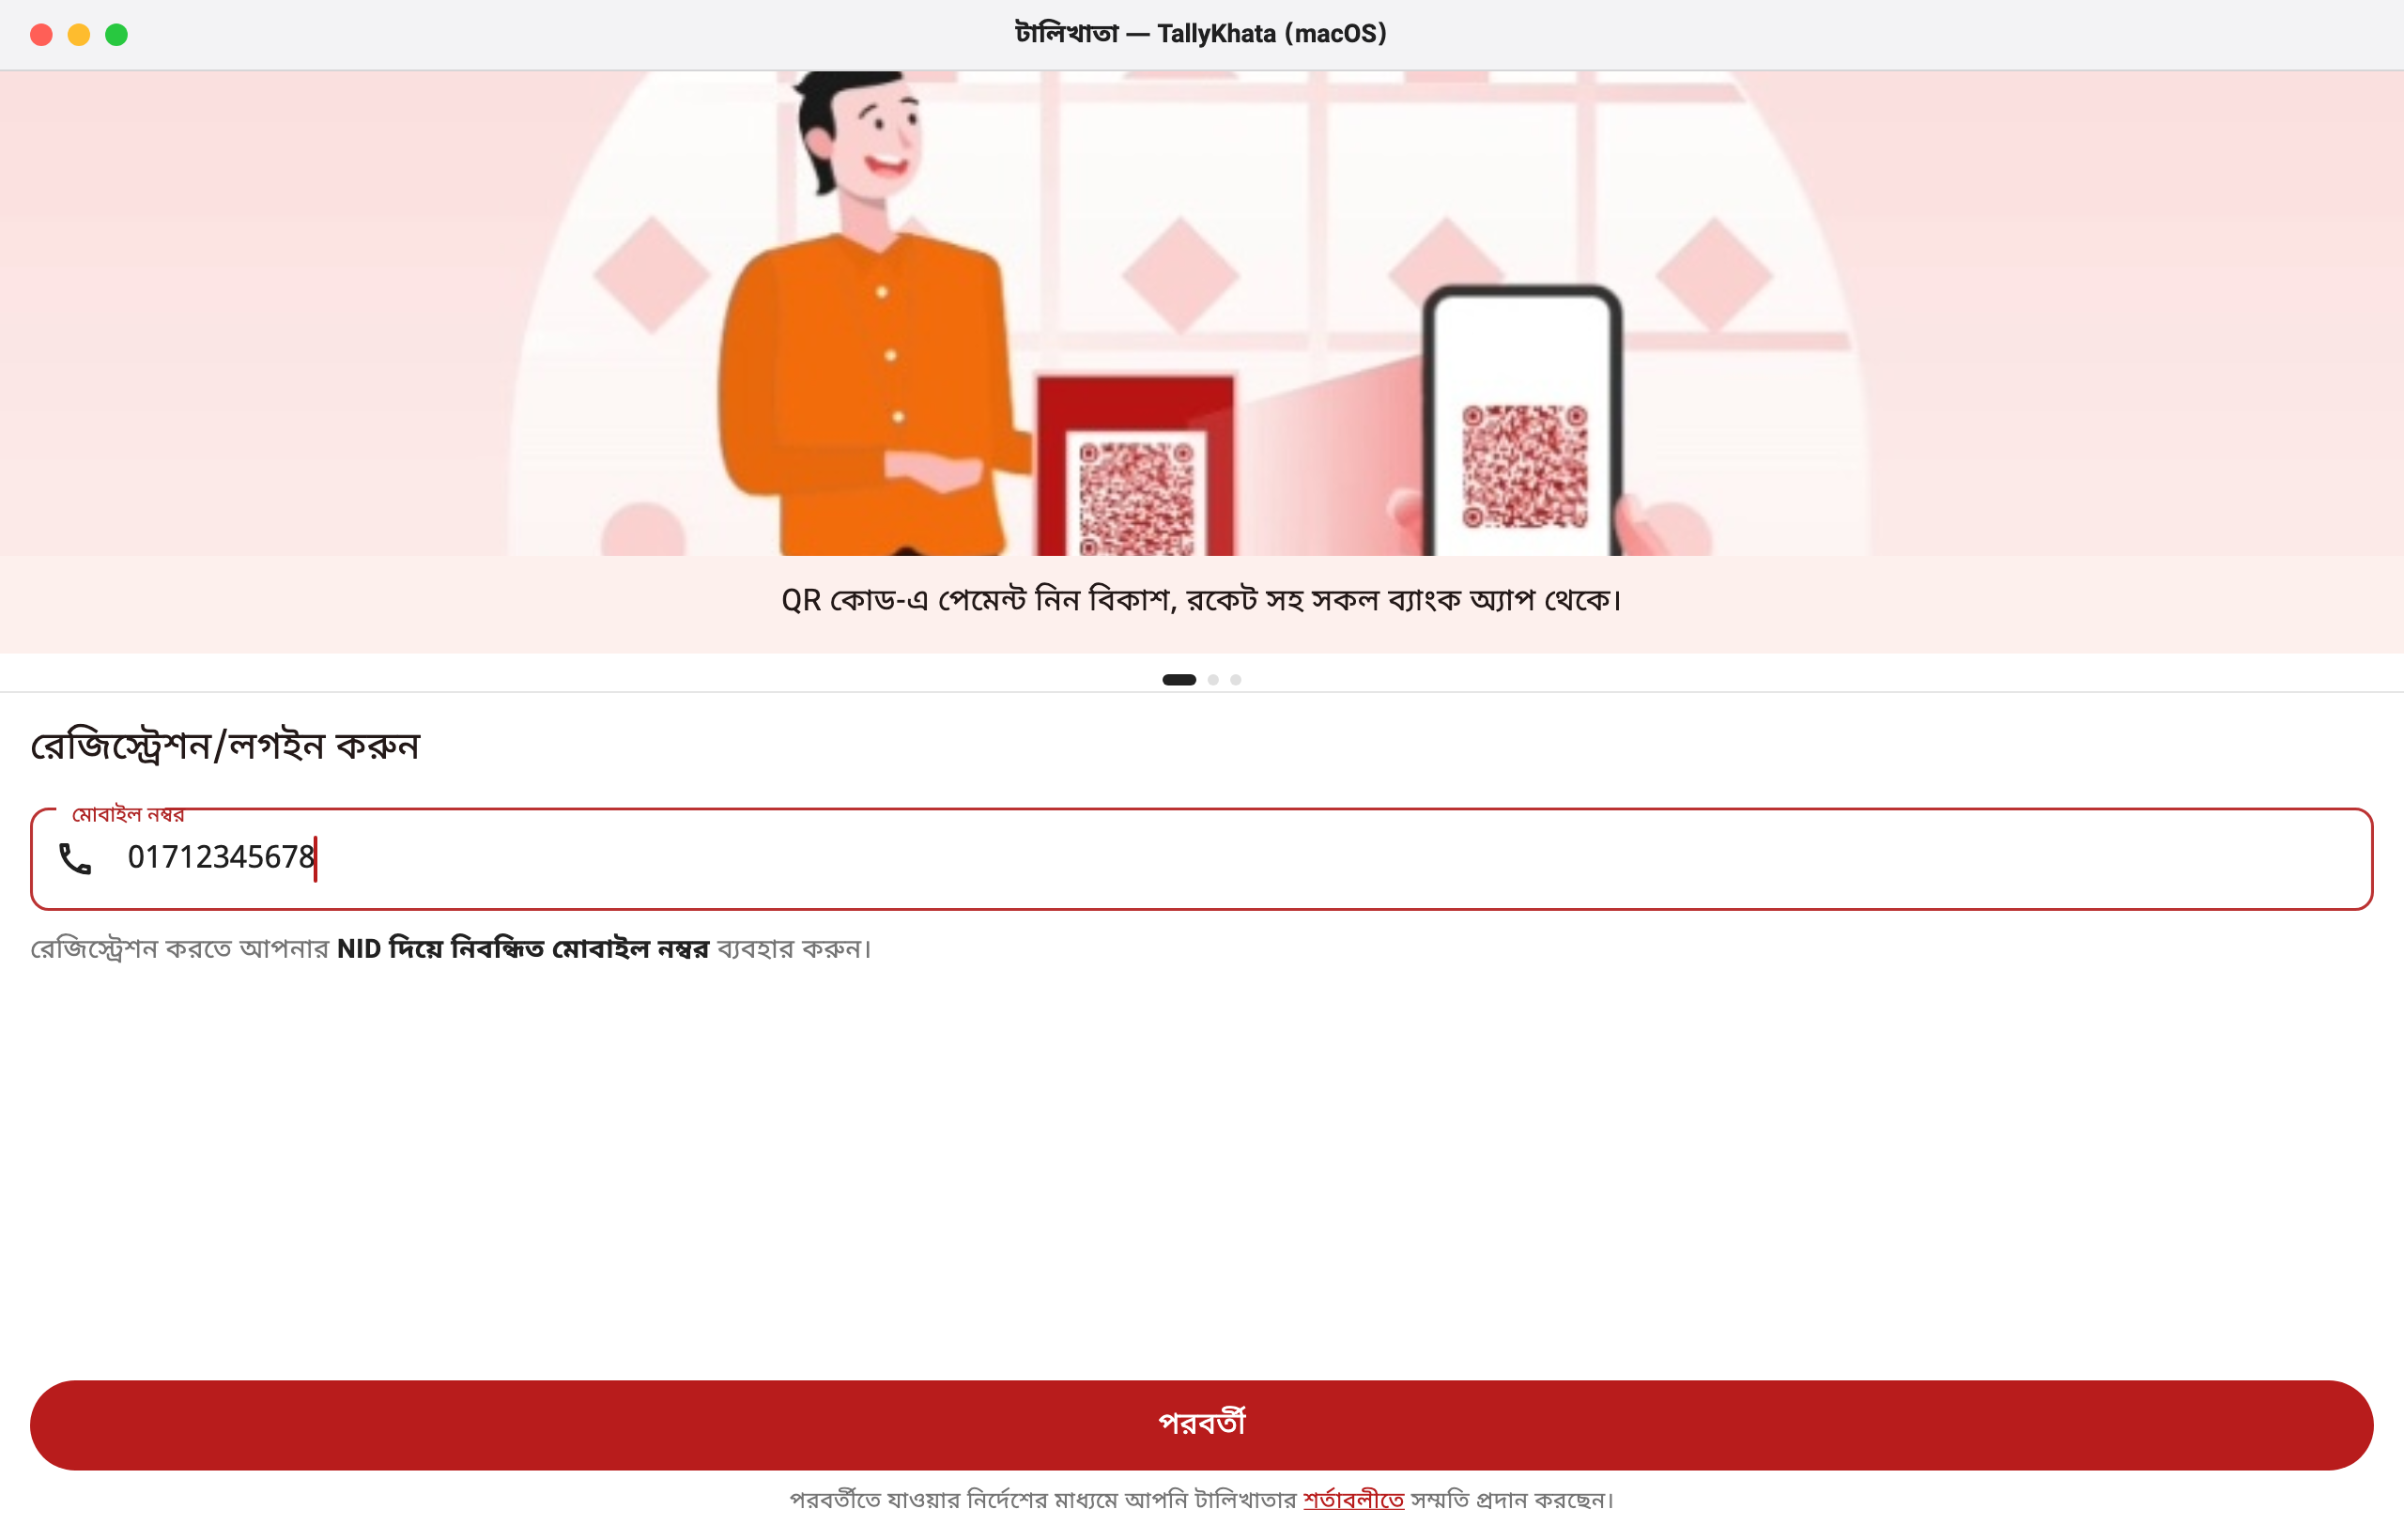 টালিখাতা — TallyKhata (macOS)
QR কোড-এ পেমেন্ট নিন বিকাশ, রকেট সহ সকল ব্যাংক অ্যাপ থেকে।
রেজিস্ট্রেশন/লগইন করুন
মোবাইল নম্বর
01712345678
রেজিস্ট্রেশন করতে আপনার NID দিয়ে নিবন্ধিত মোবাইল নম্বর ব্যবহার করুন।
পরবর্তী
পরবর্তীতে যাওয়ার নির্দেশের মাধ্যমে আপনি টালিখাতার শর্তাবলীতে সম্মতি প্রদান করছেন।